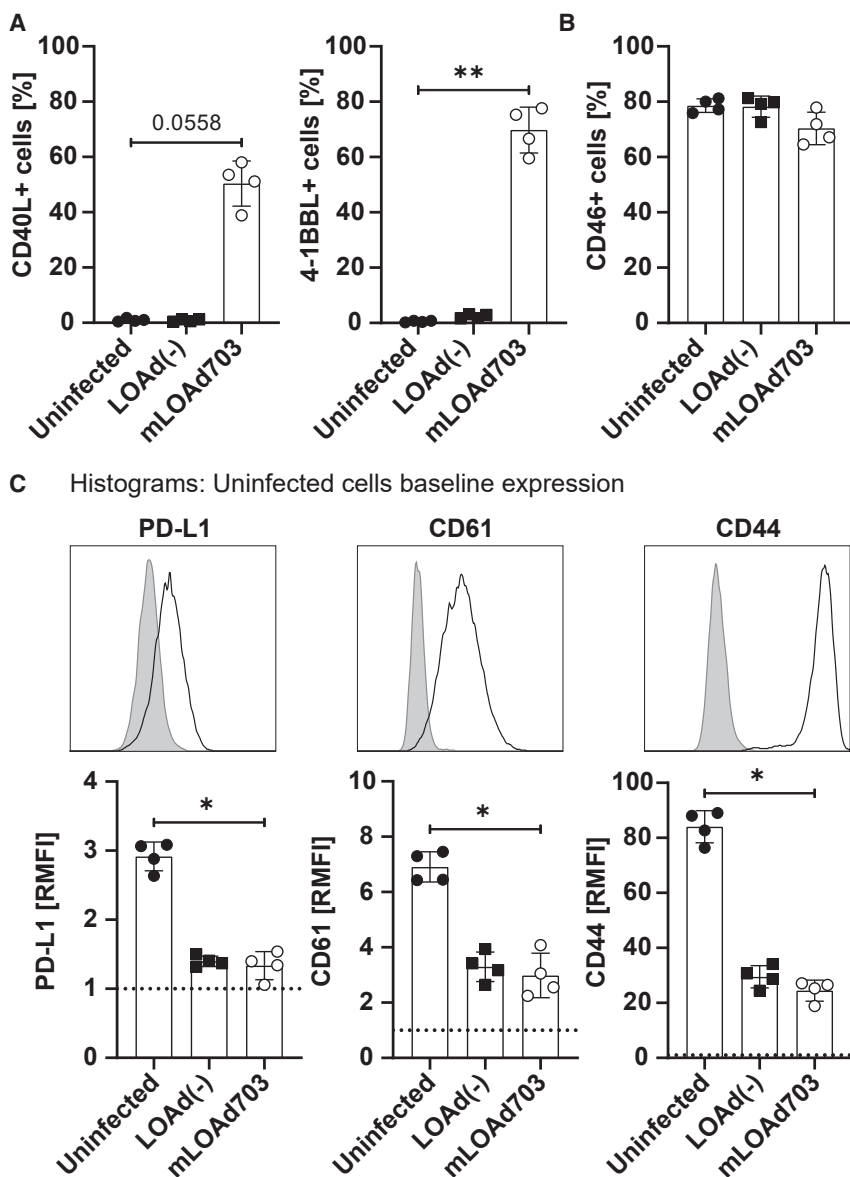 A
B
CD40L+ cells [%]
100
80
60
40
20
0
0.0558
Uninfected
LOAd(-)
mLOAd703
4-1BBL+ cells [%]
100
80
60
40
20
0
**
Uninfected
LOAd(-)
mLOAd703
CD46+ cells [%]
100
80
60
40
20
0
Uninfected
LOAd(-)
mLOAd703
C Histograms: Uninfected cells baseline expression
PD-L1
CD61
CD44
PD-L1 [RMFI]
4
3
2
1
0
*
Uninfected
LOAd(-)
mLOAd703
CD61 [RMFI]
10
8
6
4
2
0
*
Uninfected
LOAd(-)
mLOAd703
CD44 [RMFI]
100
80
60
40
20
0
*
Uninfected
LOAd(-)
mLOAd703